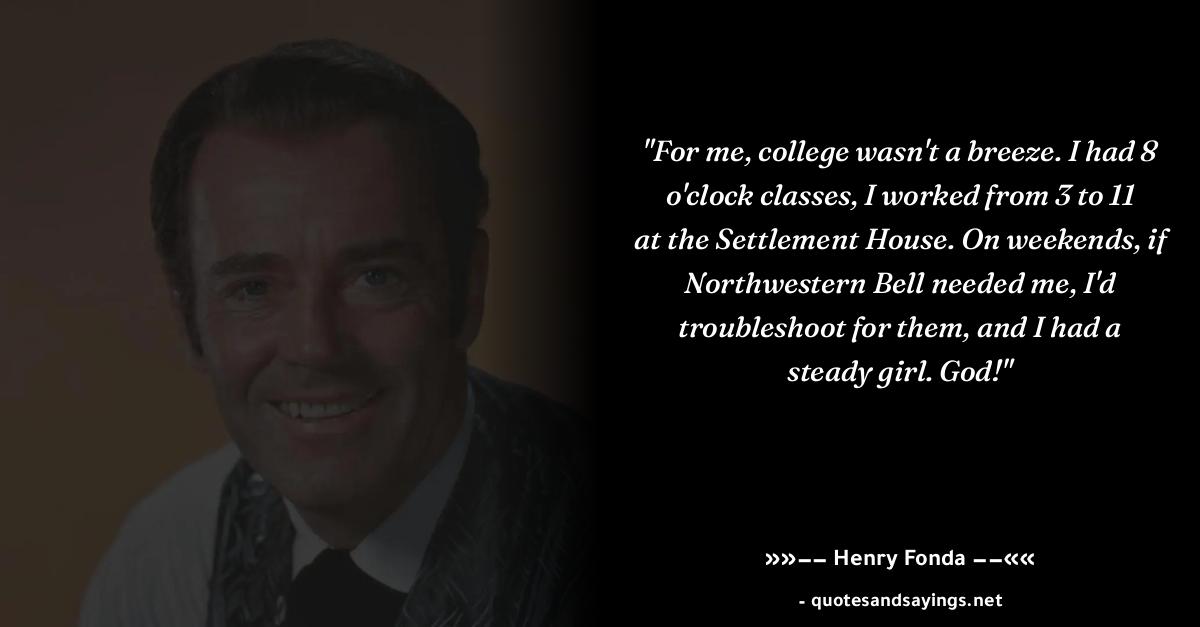 "For me, college wasn't a breeze. I had 8
o'clock classes, I worked from 3 to 11
at the Settlement House. On weekends, if
Northwestern Bell needed me, I'd
troubleshoot for them, and I had a
steady girl. God!"
»»–– Henry Fonda ––««
- quotesandsayings.net